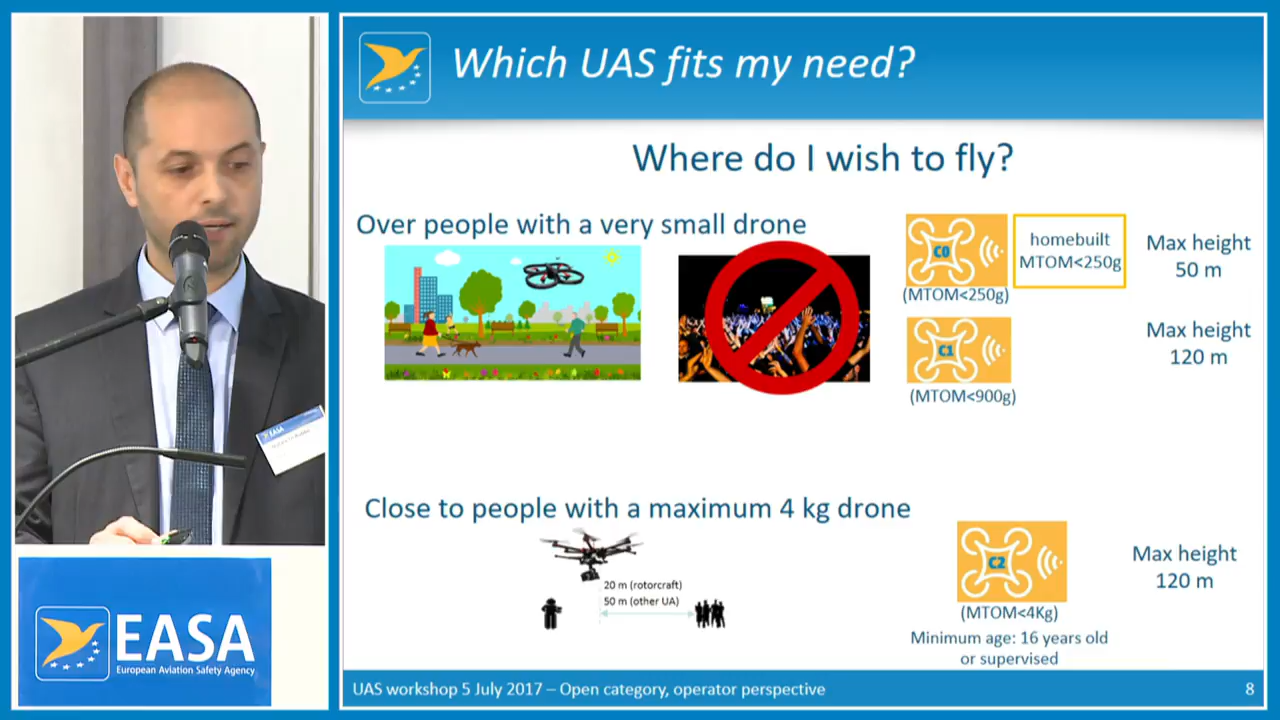 Which UAS fits my need?
Where do I wish to fly?
Over people with a very small drone
C0
homebuilt
MTOM<250g
Max height
50 m
(MTOM<250g)
C1
Max height
120 m
(MTOM<900g)
EASA
Close to people with a maximum 4 kg drone
20 m (rotorcraft)
50 m (other UA)
C2
Max height
120 m
(MTOM<4Kg)
Minimum age: 16 years old
or supervised
EASA
European Aviation Safety Agency
UAS workshop 5 July 2017 – Open category, operator perspective
8